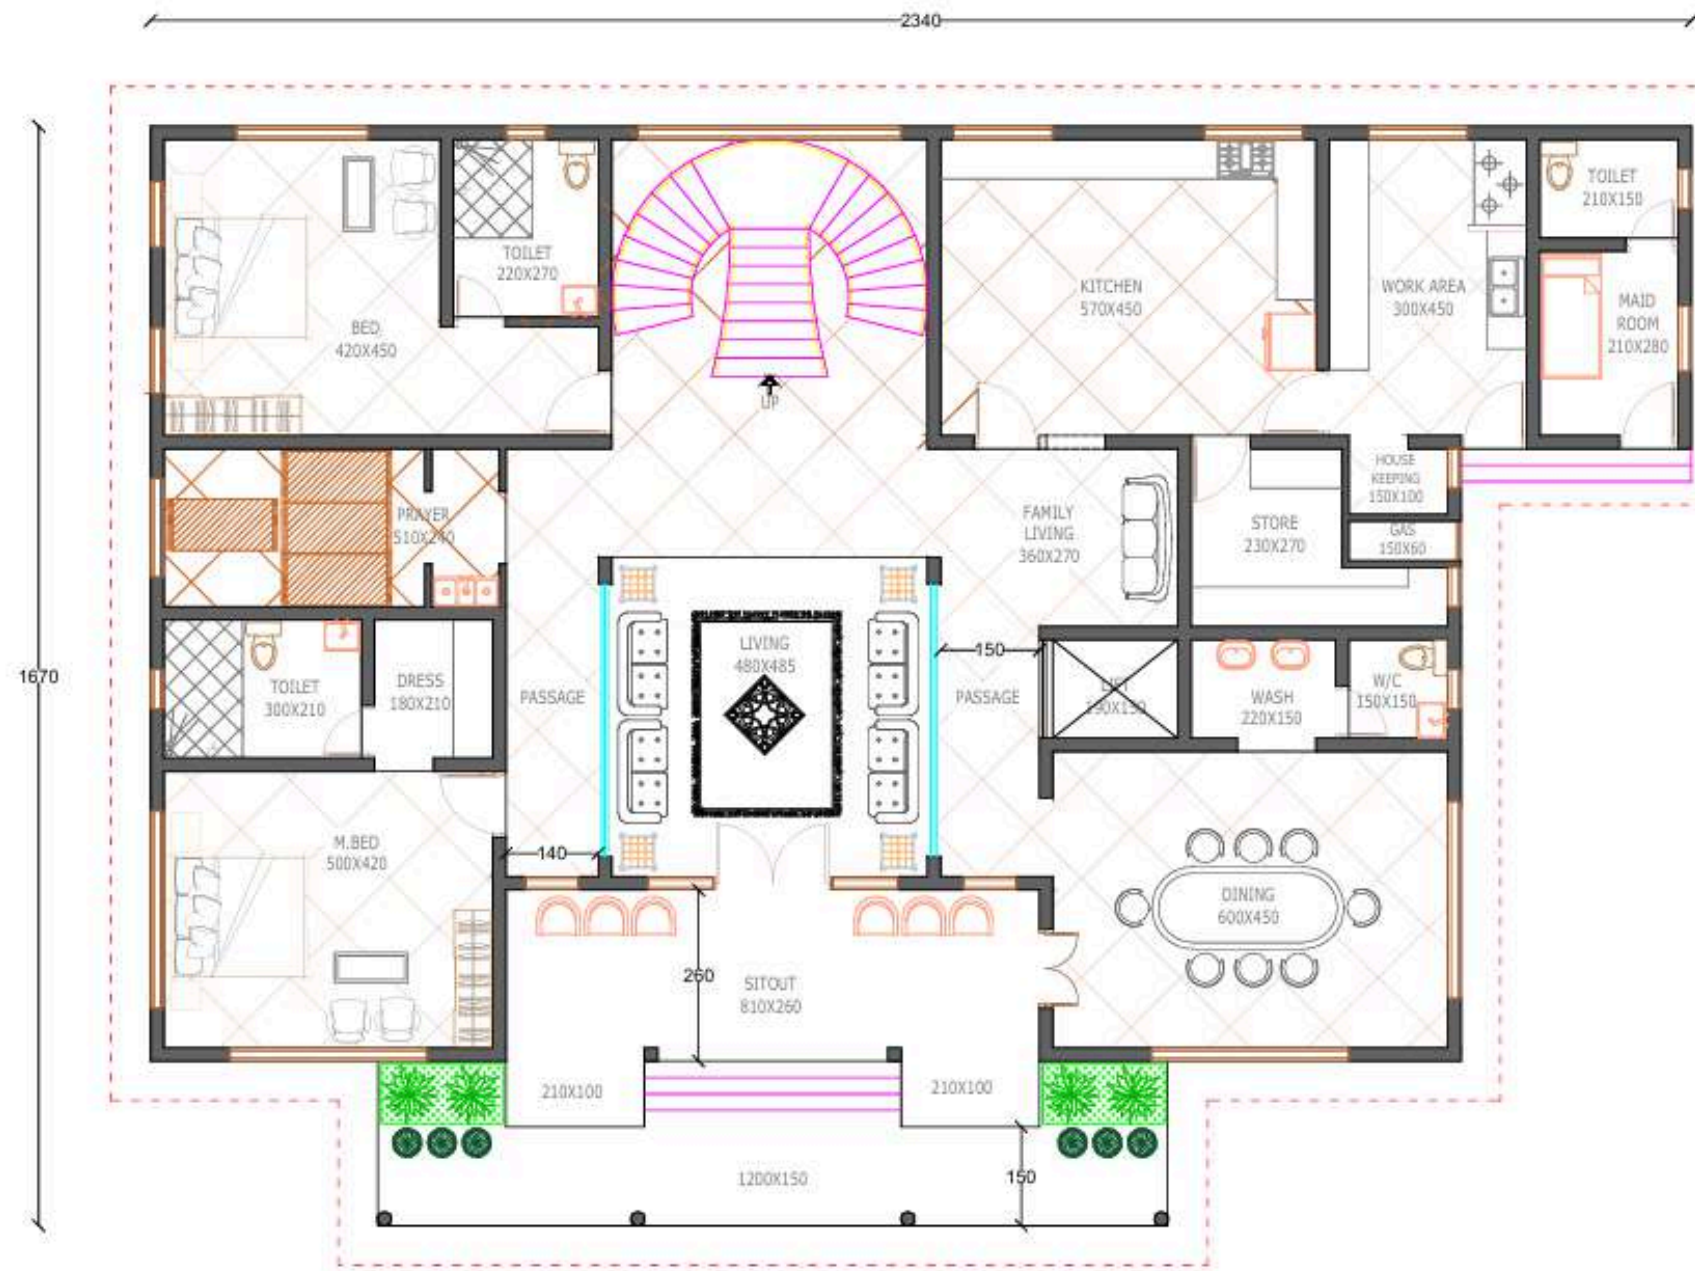 2340
TOILET
210X150
TOILET
220X270
KITCHEN
570X450
WORK AREA
300X450
MAID
ROOM
210X280
BED
420X450
UP
HOUSE
KEEPING
150X100
PRAYER
510X240
FAMILY
LIVING
360X270
STORE
230X270
GAS
150X60
1670
TOILET
300X210
DRESS
180X210
PASSAGE
LIVING
480X485
150
PASSAGE
LIFT
WASH
220X150
W/C
150X150
M.BED
500X420
140
DINING
600X450
260
SITOUT
810X260
210X100
210X100
1200X150
150